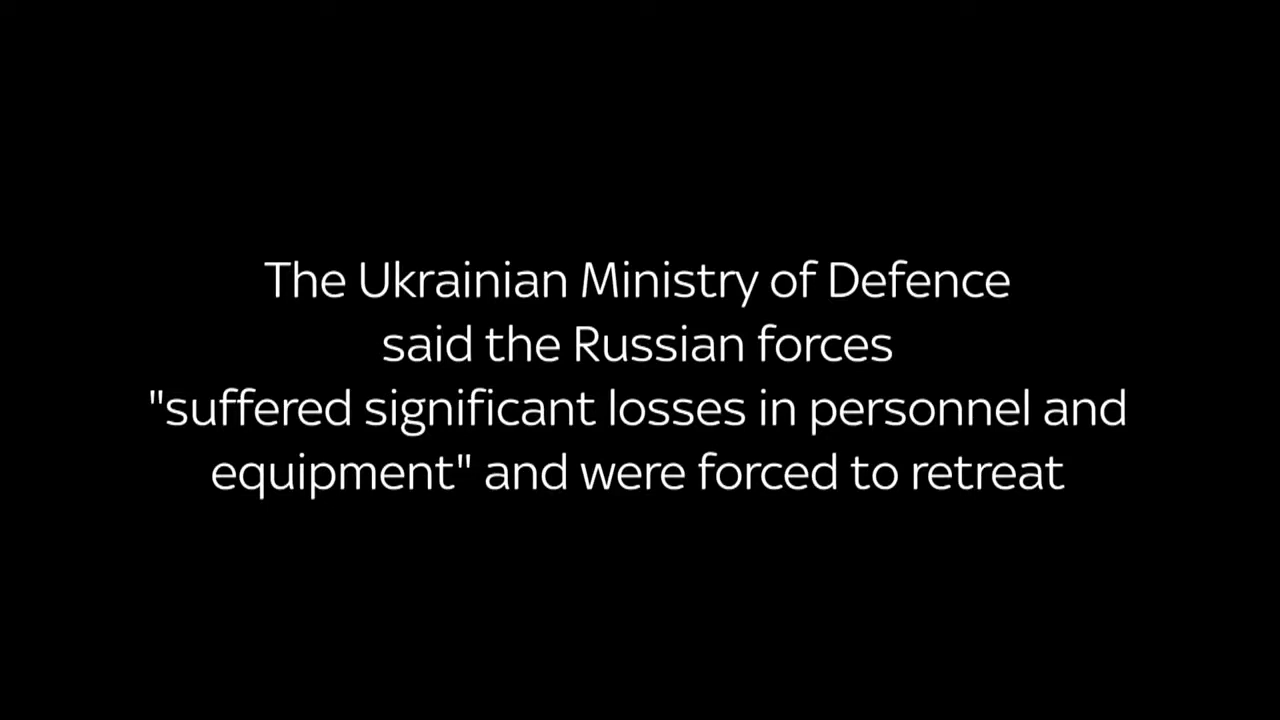 The Ukrainian Ministry of Defence
said the Russian forces
"suffered significant losses in personnel and
equipment" and were forced to retreat